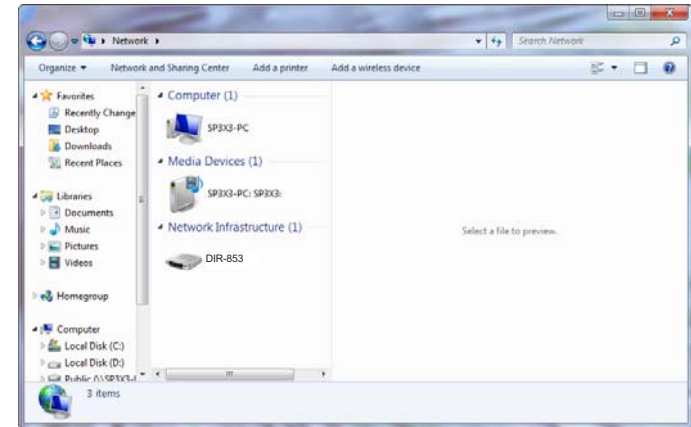 Network
Search Network
Organize
Network and Sharing Center
Add a printer
Add a wireless device
Favorites
Recently Change
Desktop
Downloads
Recent Places
Libraries
Documents
Music
Pictures
Videos
Homegroup
Computer
Local Disk (C:)
Local Disk (D:)
Computer (1)
SP3X3-PC
Media Devices (1)
SP3X3-PC: SP3X3:
Network Infrastructure (1)
DIR-853
Select a file to preview.
3 items